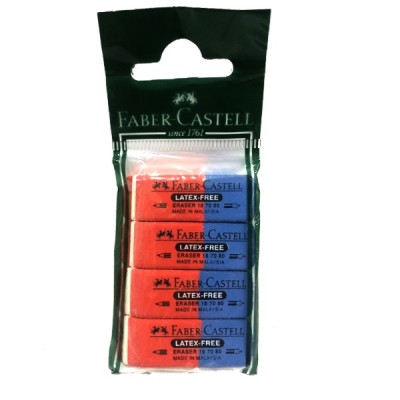 FABER-CASTELL
since 1761
FABER-CASTELL
LATEX-FREE
ERASER 18 70 80
MADE IN MALAYSIA
FABER-CASTELL
LATEX-FREE
ERASER 18 70 80
MADE IN MALAYSIA
FABER-CASTELL
LATEX-FREE
ERASER 18 70 80
MADE IN MALAYSIA
FABER-CASTELL
LATEX-FREE
ERASER 18 70 80
MADE IN MALAYSIA